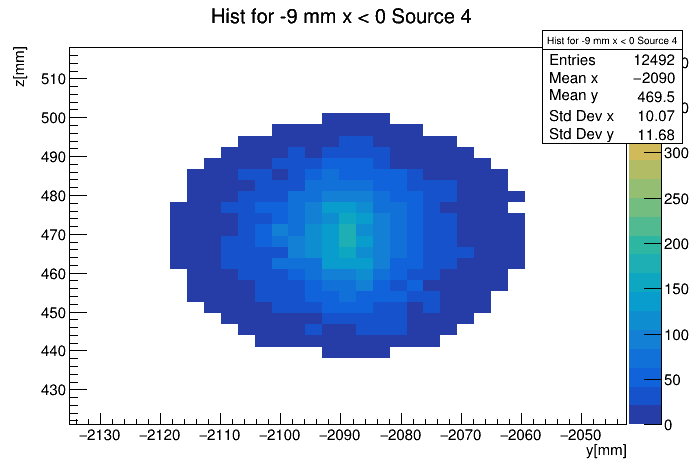 Hist for -9 mm x < 0 Source 4
z[mm]
Hist for -9 mm x < 0 Source 4
Entries 12492
Mean x −2090
Mean y 469.5
Std Dev x 10.07
Std Dev y 11.68
510
500
490
480
470
460
450
440
430
0
0
300
250
200
150
100
50
0
−2130 −2120 −2110 −2100 −2090 −2080 −2070 −2060 −2050
y[mm]